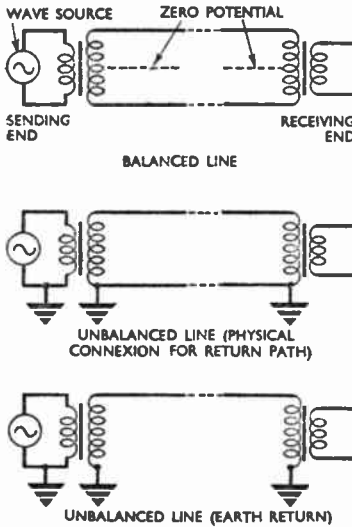 WAVE SOURCE ZERO POTENTIAL
SENDING END RECEIVING END
BALANCED LINE
UNBALANCED LINE (PHYSICAL
CONNEXION FOR RETURN PATH)
UNBALANCED LINE (EARTH RETURN)